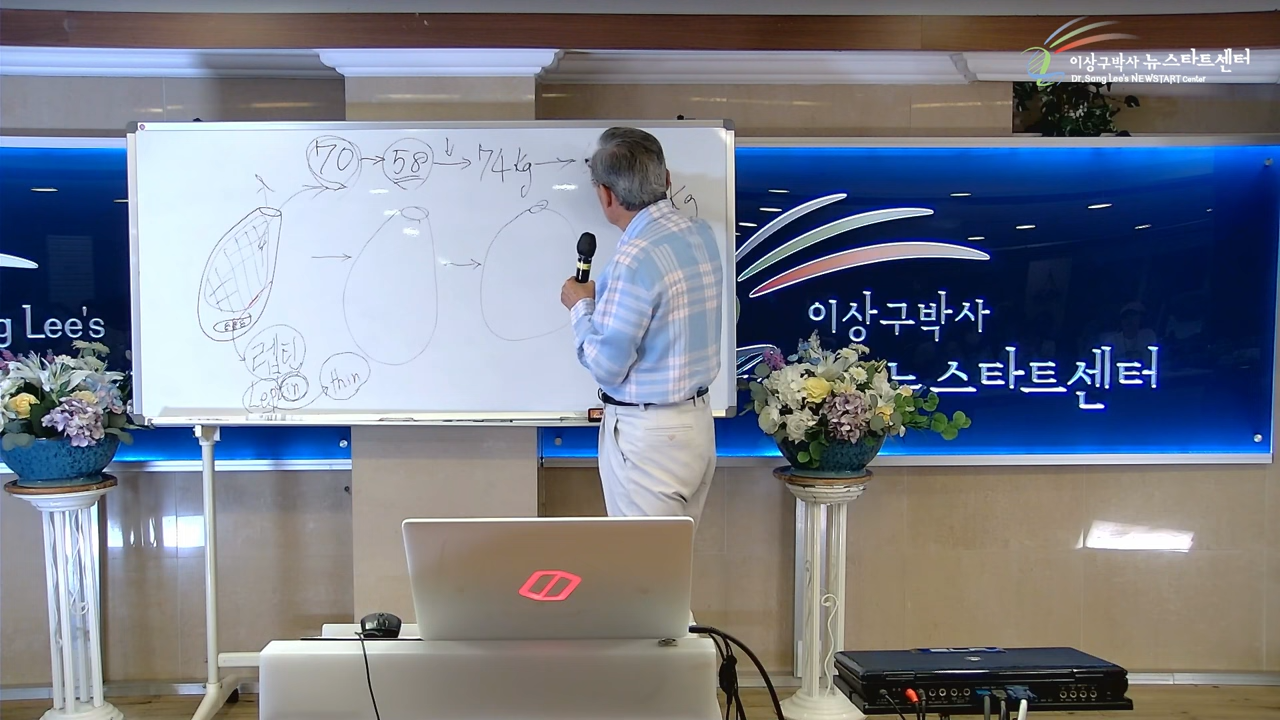 이상구박사 뉴스타트센터
Dr. Sang Lee's NEWSTART Center
70 → 58 → 74kg →
kg
렙틴
Leptin
thin
g Lee's
이상구박사
뉴스타트센터